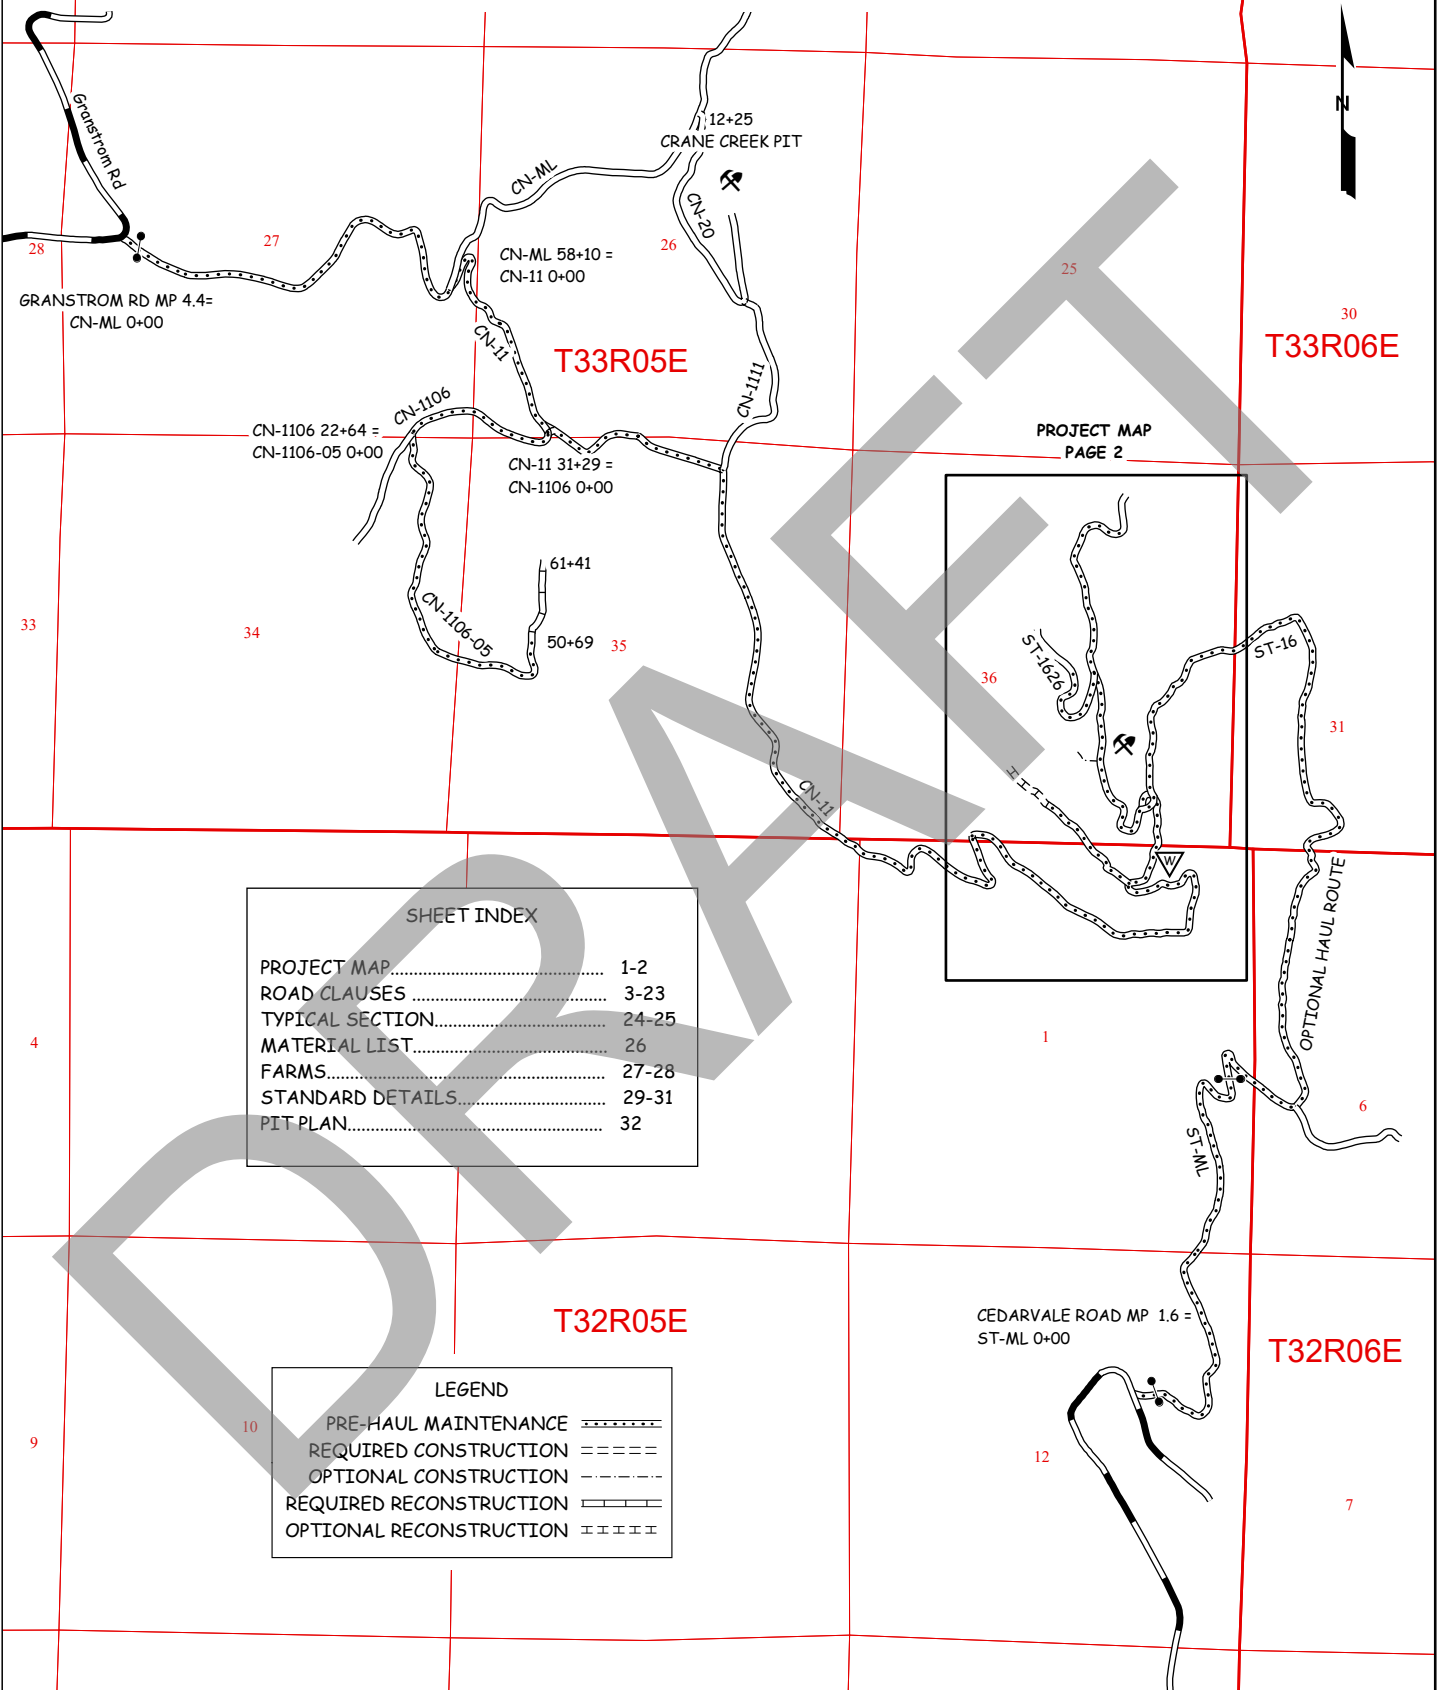 N
Granstrom Rd
12+25
CRANE CREEK PIT
CN-ML
CN-20
28
27
26
25
30
CN-ML 58+10 =
CN-11 0+00
GRANSTROM RD MP 4.4=
CN-ML 0+00
CN-11
T33R05E
T33R06E
CN-1111
CN-1106
CN-1106 22+64 =
CN-1106-05 0+00
CN-11 31+29 =
CN-1106 0+00
PROJECT MAP
PAGE 2
61+41
CN-1106-05
50+69
33
34
35
36
31
ST-1626
ST-16
CN-11
W
OPTIONAL HAUL ROUTE
SHEET INDEX
PROJECT MAP...................................... 1-2
ROAD CLAUSES ................................... 3-23
TYPICAL SECTION............................... 24-25
MATERIAL LIST................................... 26
FARMS.................................................. 27-28
STANDARD DETAILS........................... 29-31
PIT PLAN.............................................. 32
4
1
6
ST-ML
T32R05E
T32R06E
CEDARVALE ROAD MP 1.6 =
ST-ML 0+00
LEGEND
PRE-HAUL MAINTENANCE
REQUIRED CONSTRUCTION
OPTIONAL CONSTRUCTION
REQUIRED RECONSTRUCTION
OPTIONAL RECONSTRUCTION
9
10
12
7
DRAFT